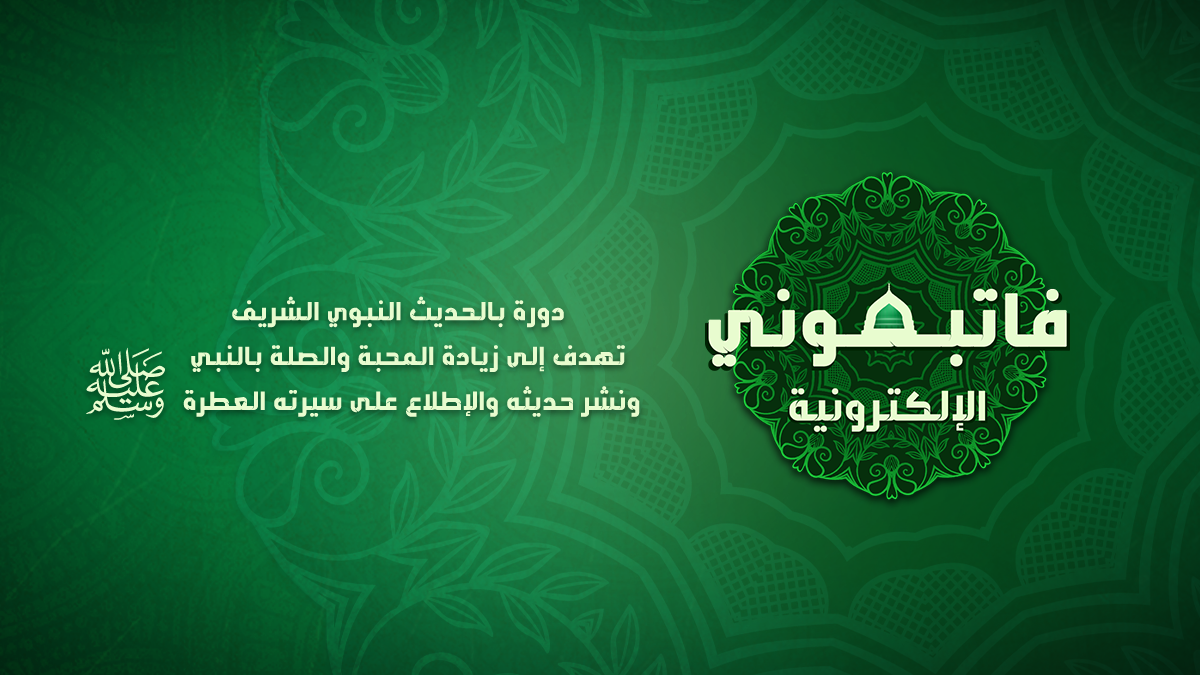 فاتبعوني
الإلكترونية
دورة بالحديث النبوي الشريف
تهدف إلى زيادة المحبة والصلة بالنبي
ونشر حديثه والإطلاع على سيرته العطرة
صلى الله عليه وسلم